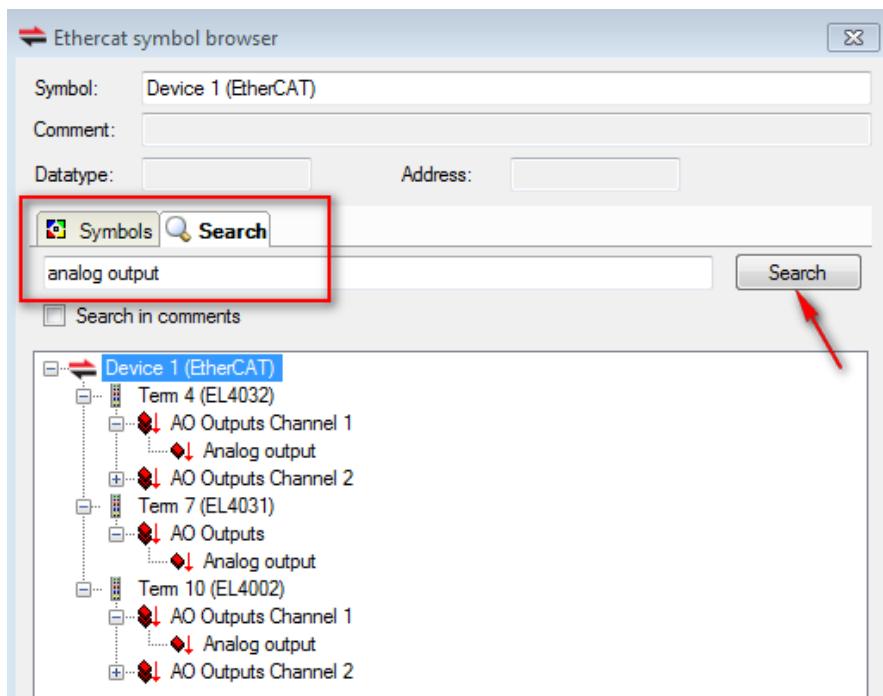 Ethercat symbol browser
Symbol: Device 1 (EtherCAT)
Comment:
Datatype: Address:
Symbols Search
analog output Search
Search in comments
Device 1 (EtherCAT)
Term 4 (EL4032)
AO Outputs Channel 1
Analog output
AO Outputs Channel 2
Term 7 (EL4031)
AO Outputs
Analog output
Term 10 (EL4002)
AO Outputs Channel 1
Analog output
AO Outputs Channel 2